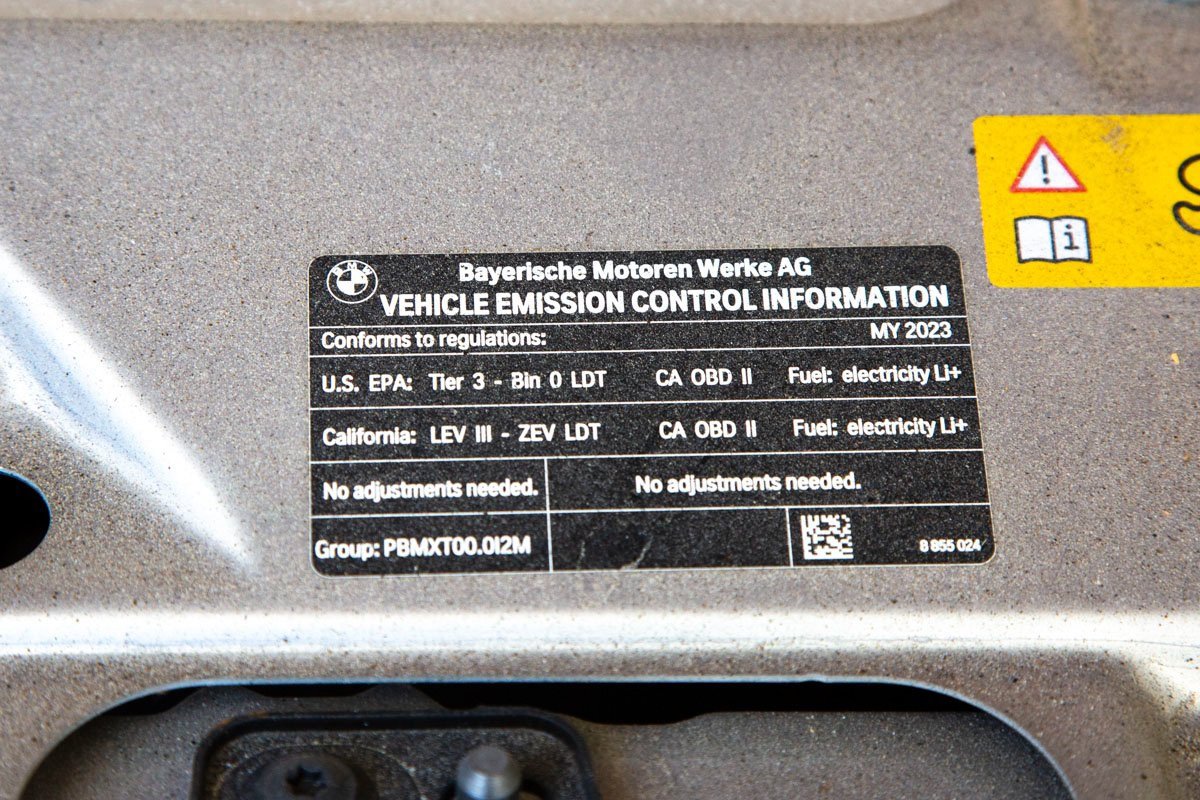 BMW
Bayerische Motoren Werke AG
VEHICLE EMISSION CONTROL INFORMATION
Conforms to regulations: MY 2023
U.S. EPA: Tier 3 - Bin 0 LDT CA OBD II Fuel: electricity Li+
California: LEV III - ZEV LDT CA OBD II Fuel: electricity Li+
No adjustments needed. No adjustments needed.
Group: PBMXT00.0I2M
8 855 024
!
i